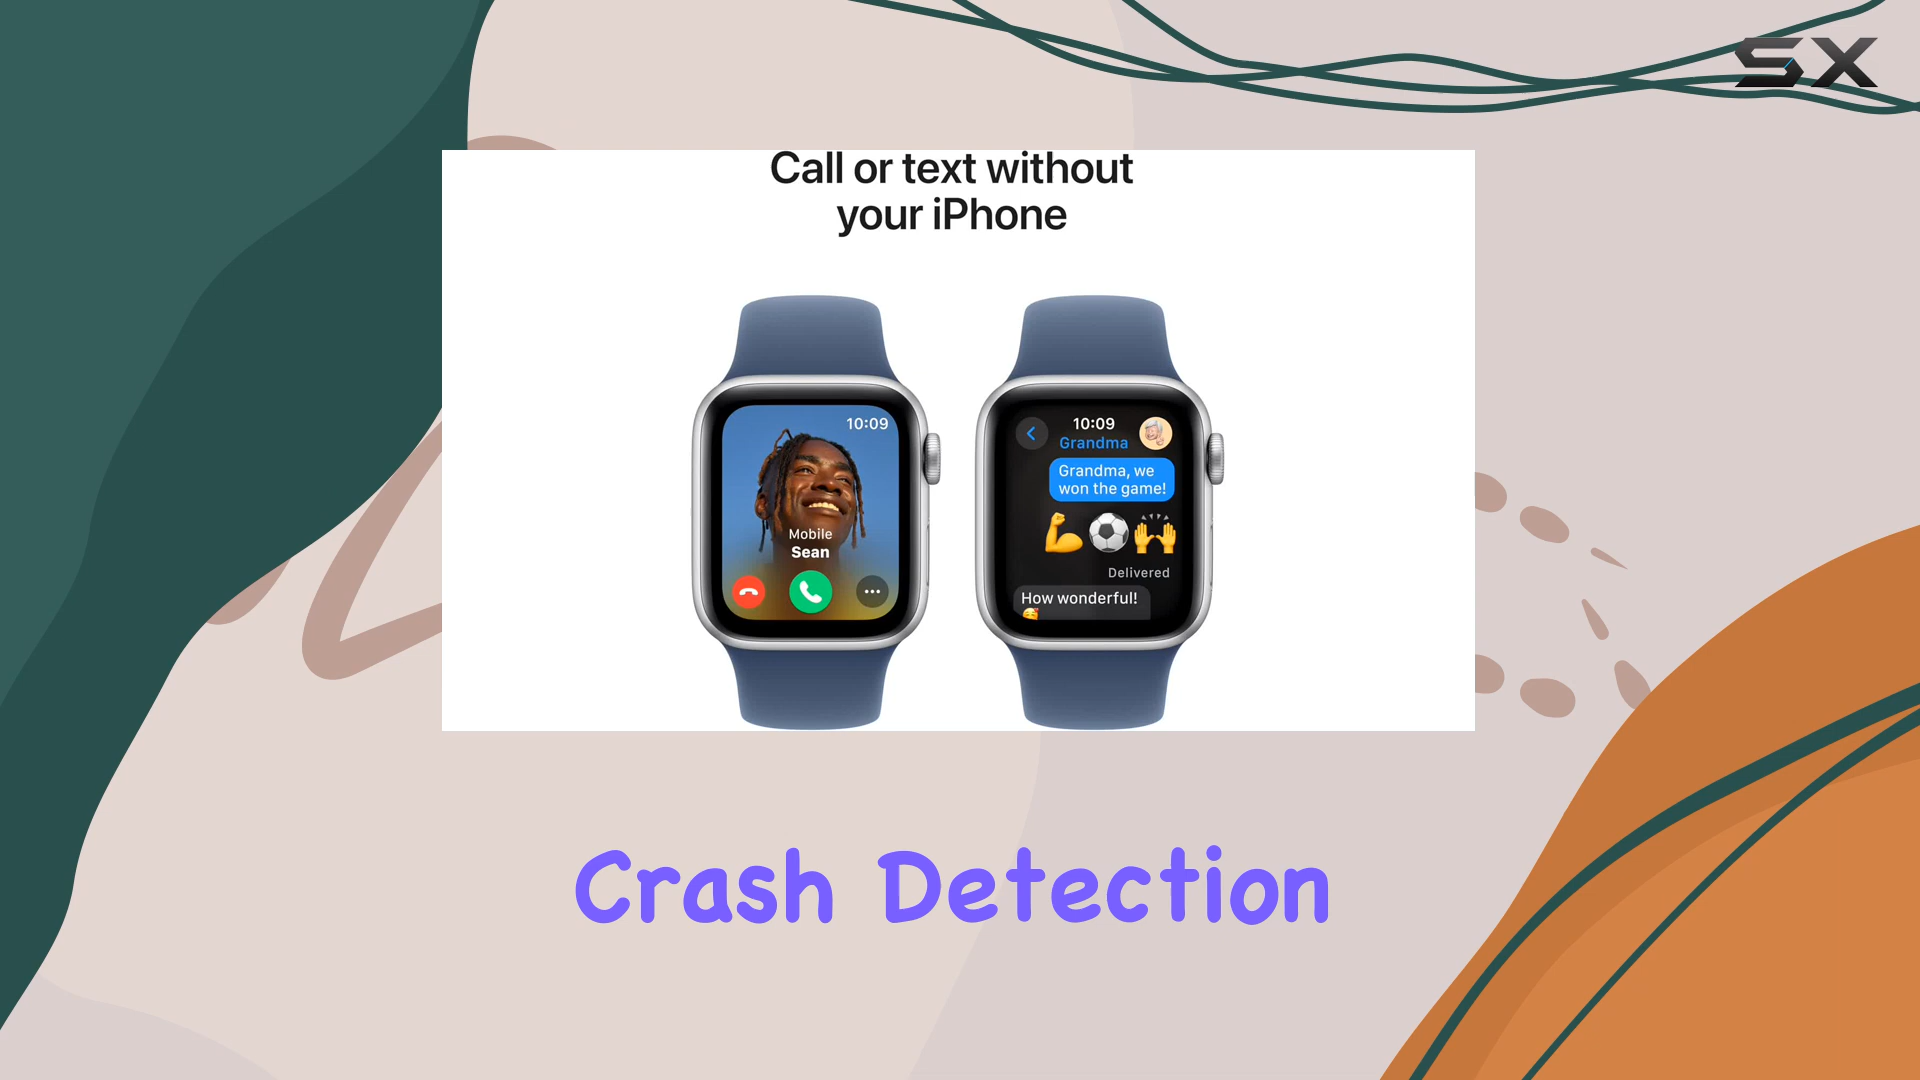 SX
Call or text without
your iPhone
10:09
Mobile
Sean
10:09
Grandma
Grandma, we
won the game!
Delivered
How wonderful!
Crash Detection